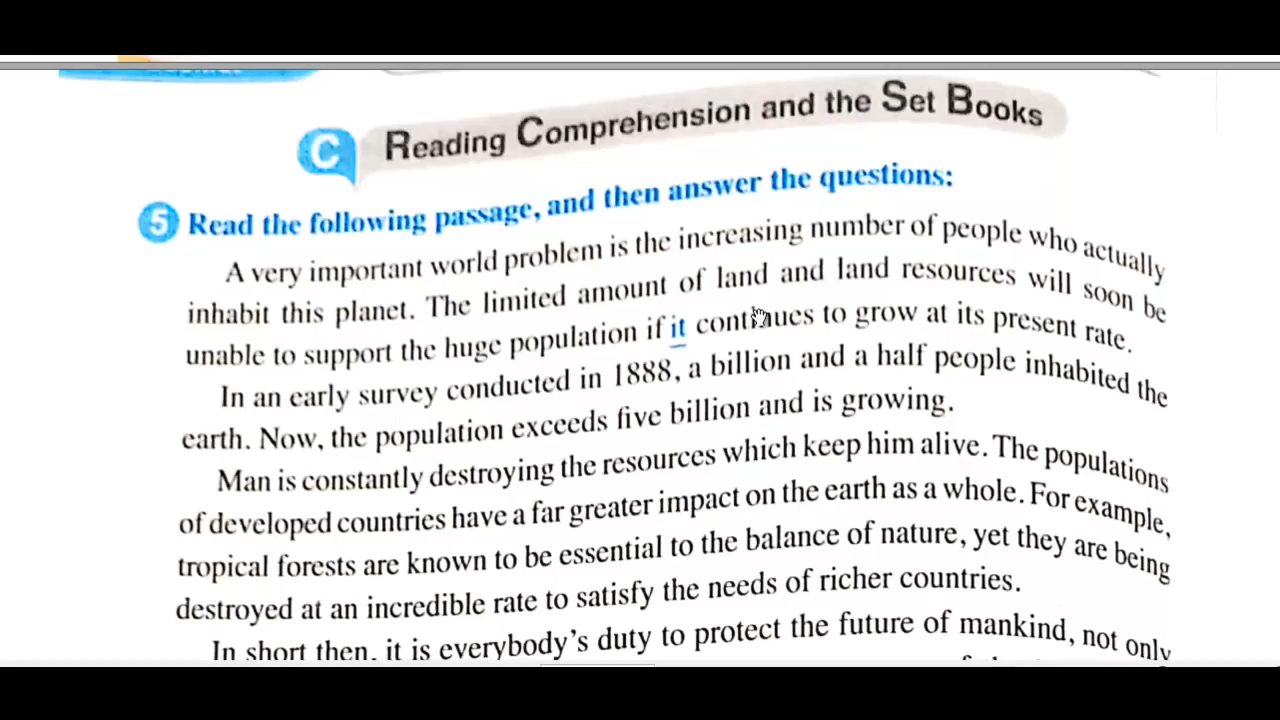 C Reading Comprehension and the Set Books
5 Read the following passage, and then answer the questions:
A very important world problem is the increasing number of people who actually
inhabit this planet. The limited amount of land and land resources will soon be
unable to support the huge population if it continues to grow at its present rate.
In an early survey conducted in 1888, a billion and a half people inhabited the
earth. Now, the population exceeds five billion and is growing.
Man is constantly destroying the resources which keep him alive. The populations
of developed countries have a far greater impact on the earth as a whole. For example,
tropical forests are known to be essential to the balance of nature, yet they are being
destroyed at an incredible rate to satisfy the needs of richer countries.
In short then, it is everybody's duty to protect the future of mankind, not only